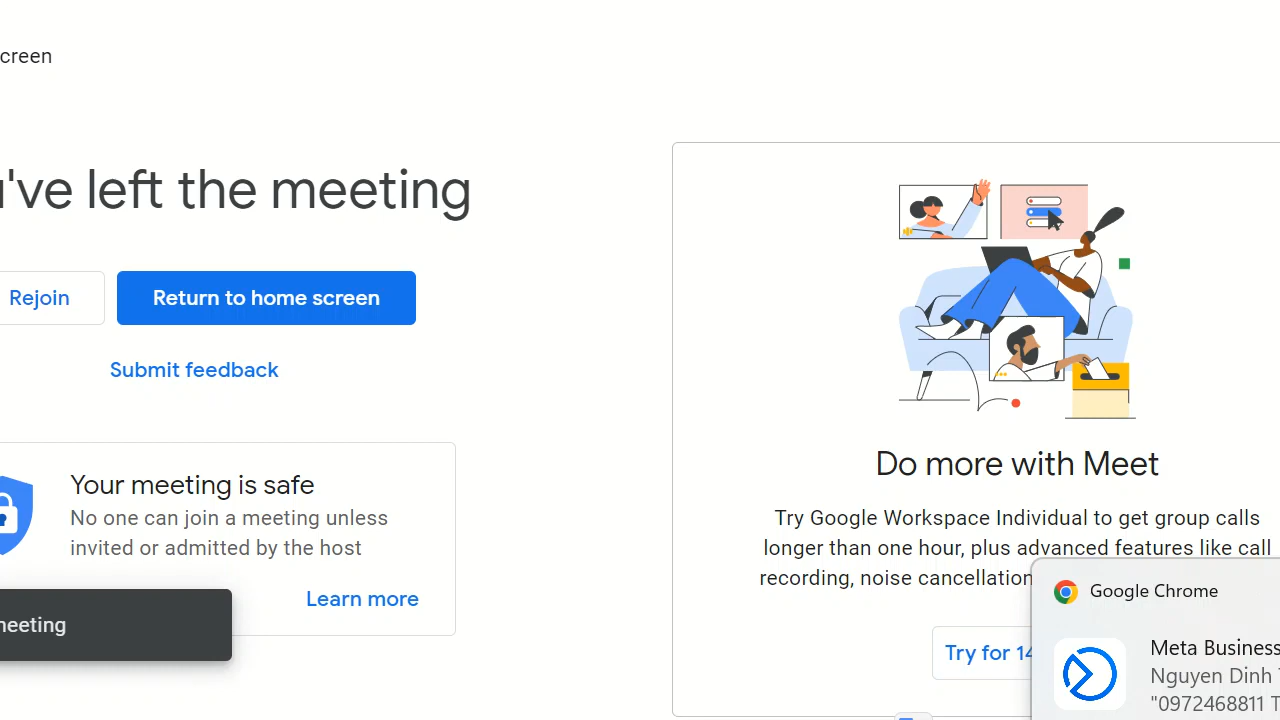 creen
u've left the meeting
Rejoin
Return to home screen
Submit feedback
Your meeting is safe
No one can join a meeting unless
invited or admitted by the host
Learn more
meeting
Do more with Meet
Try Google Workspace Individual to get group calls
longer than one hour, plus advanced features like call
recording, noise cancellation
Try for 14
Google Chrome
Meta Business
Nguyen Dinh
"0972468811 T